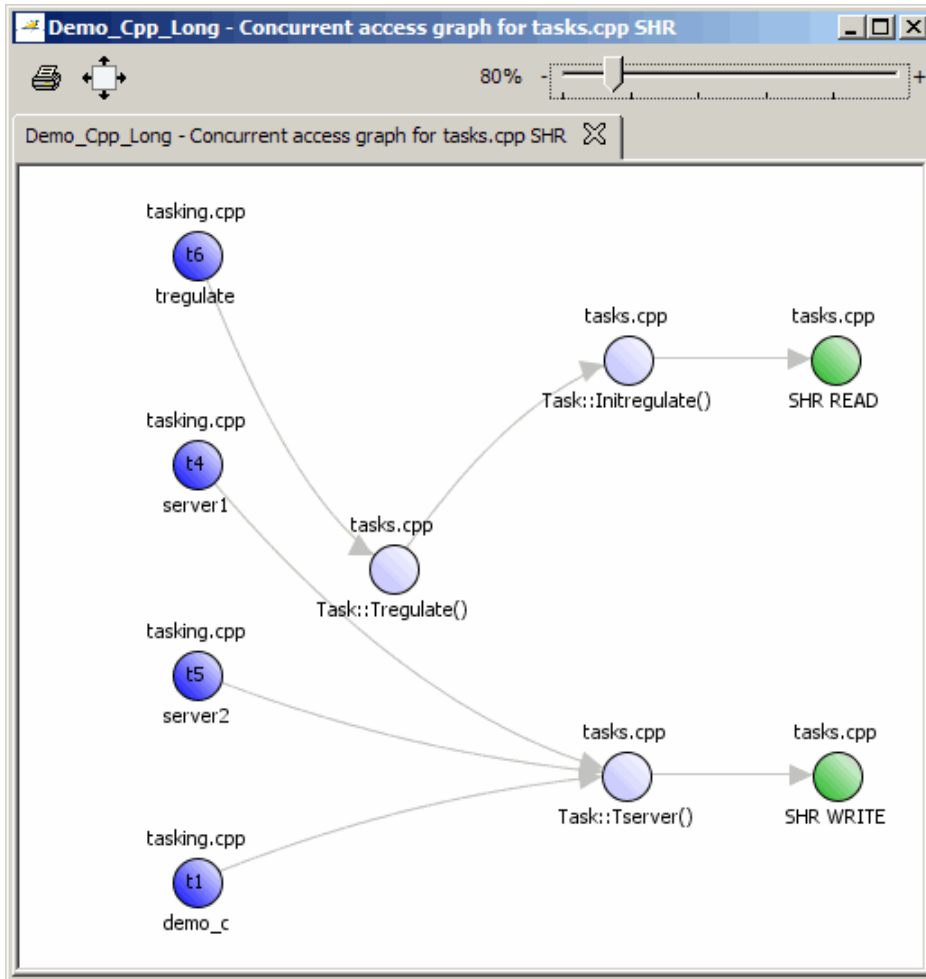 Demo_Cpp_Long - Concurrent access graph for tasks.cpp SHR
80% - +
Demo_Cpp_Long - Concurrent access graph for tasks.cpp SHR
tasking.cpp
t6
tregulate
tasks.cpp
Task::Initregulate()
tasks.cpp
SHR READ
tasking.cpp
t4
server1
tasks.cpp
Task::Tregulate()
tasking.cpp
t5
server2
tasks.cpp
Task::Tserver()
tasks.cpp
SHR WRITE
tasking.cpp
t1
demo_c